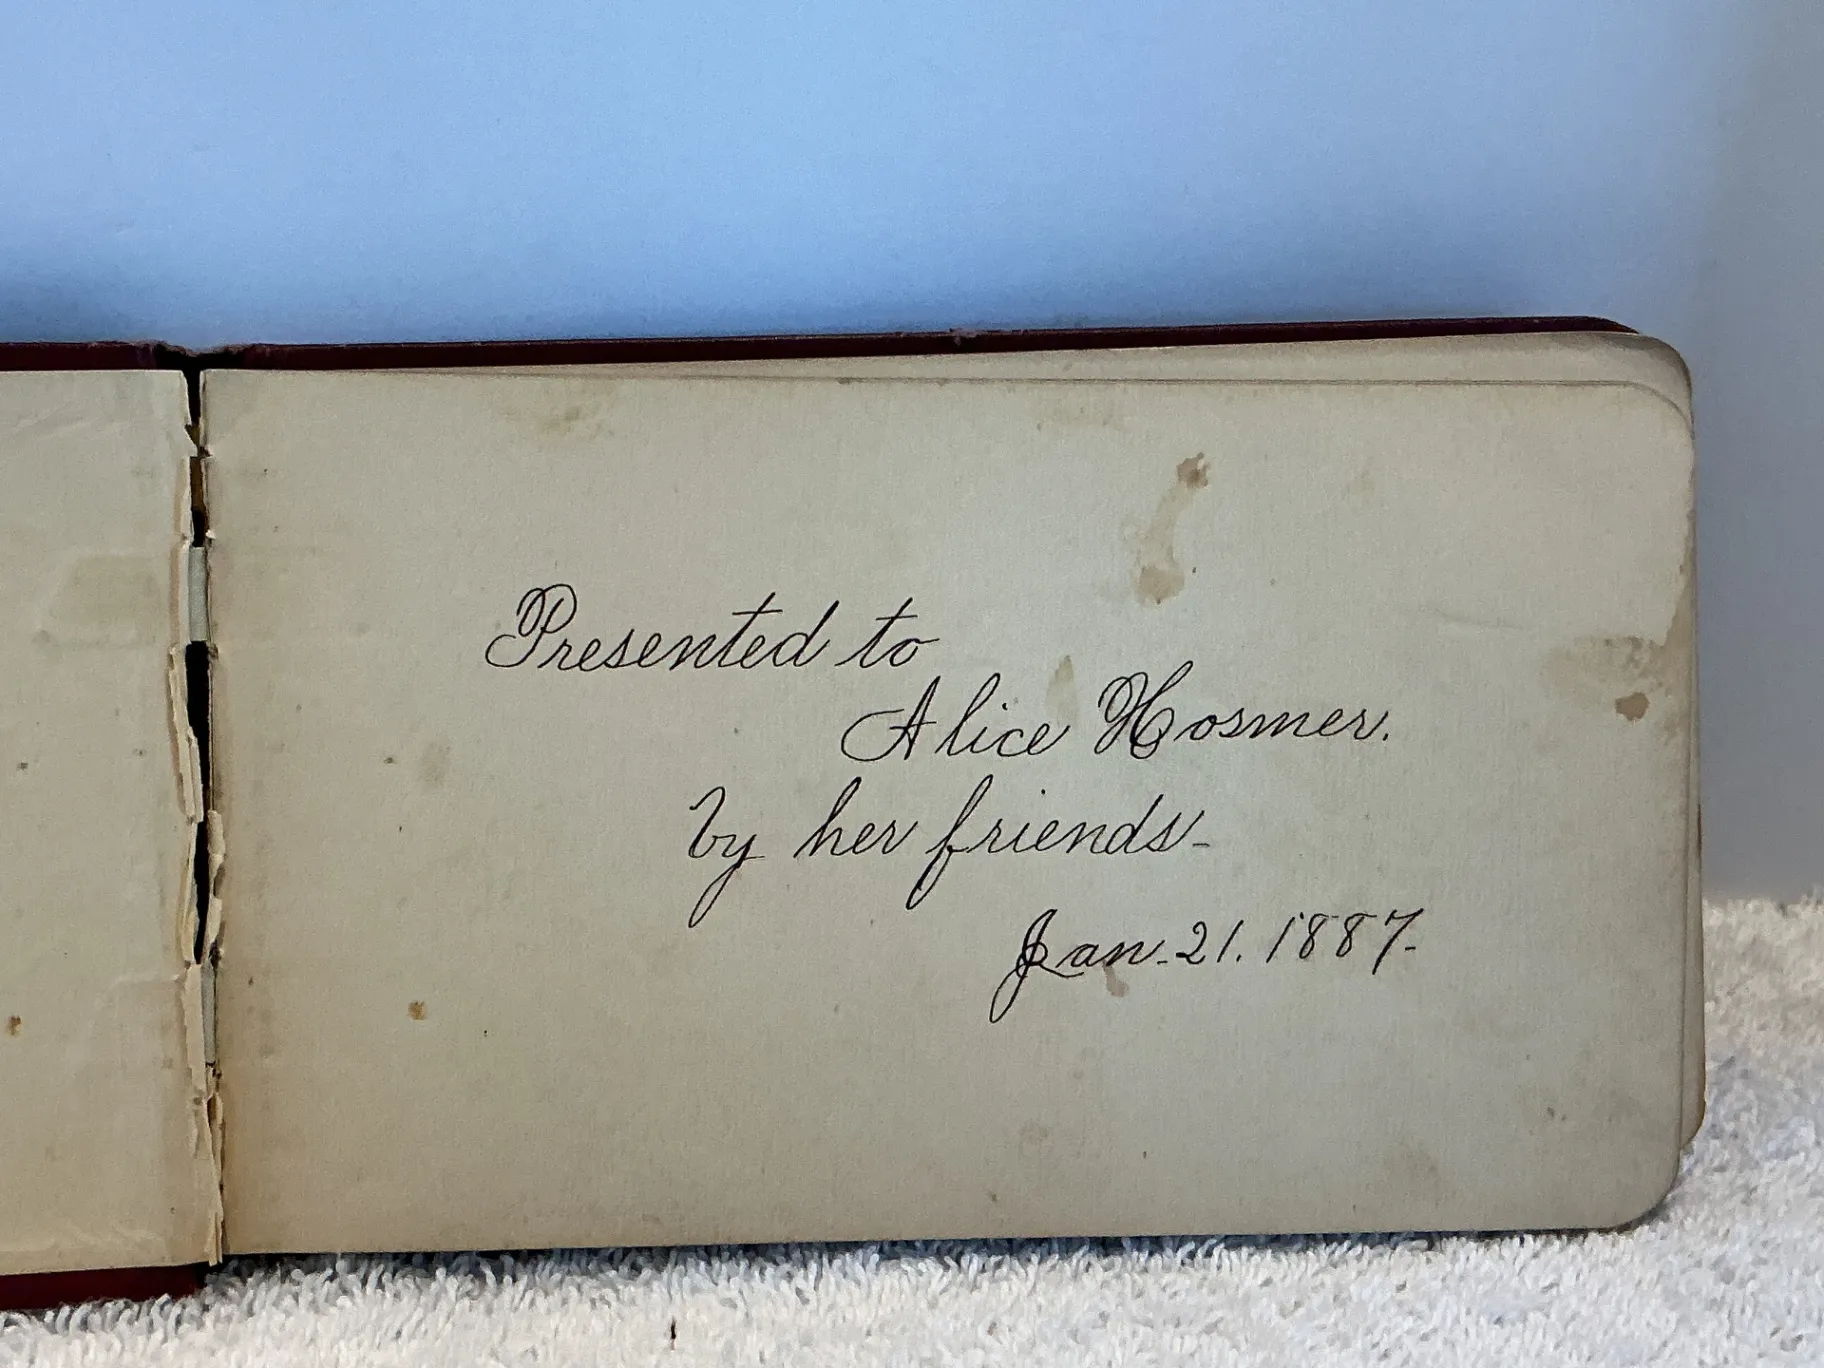 Presented to
Alice Hosmer.
by her friends-
Jan. 21. 1887-